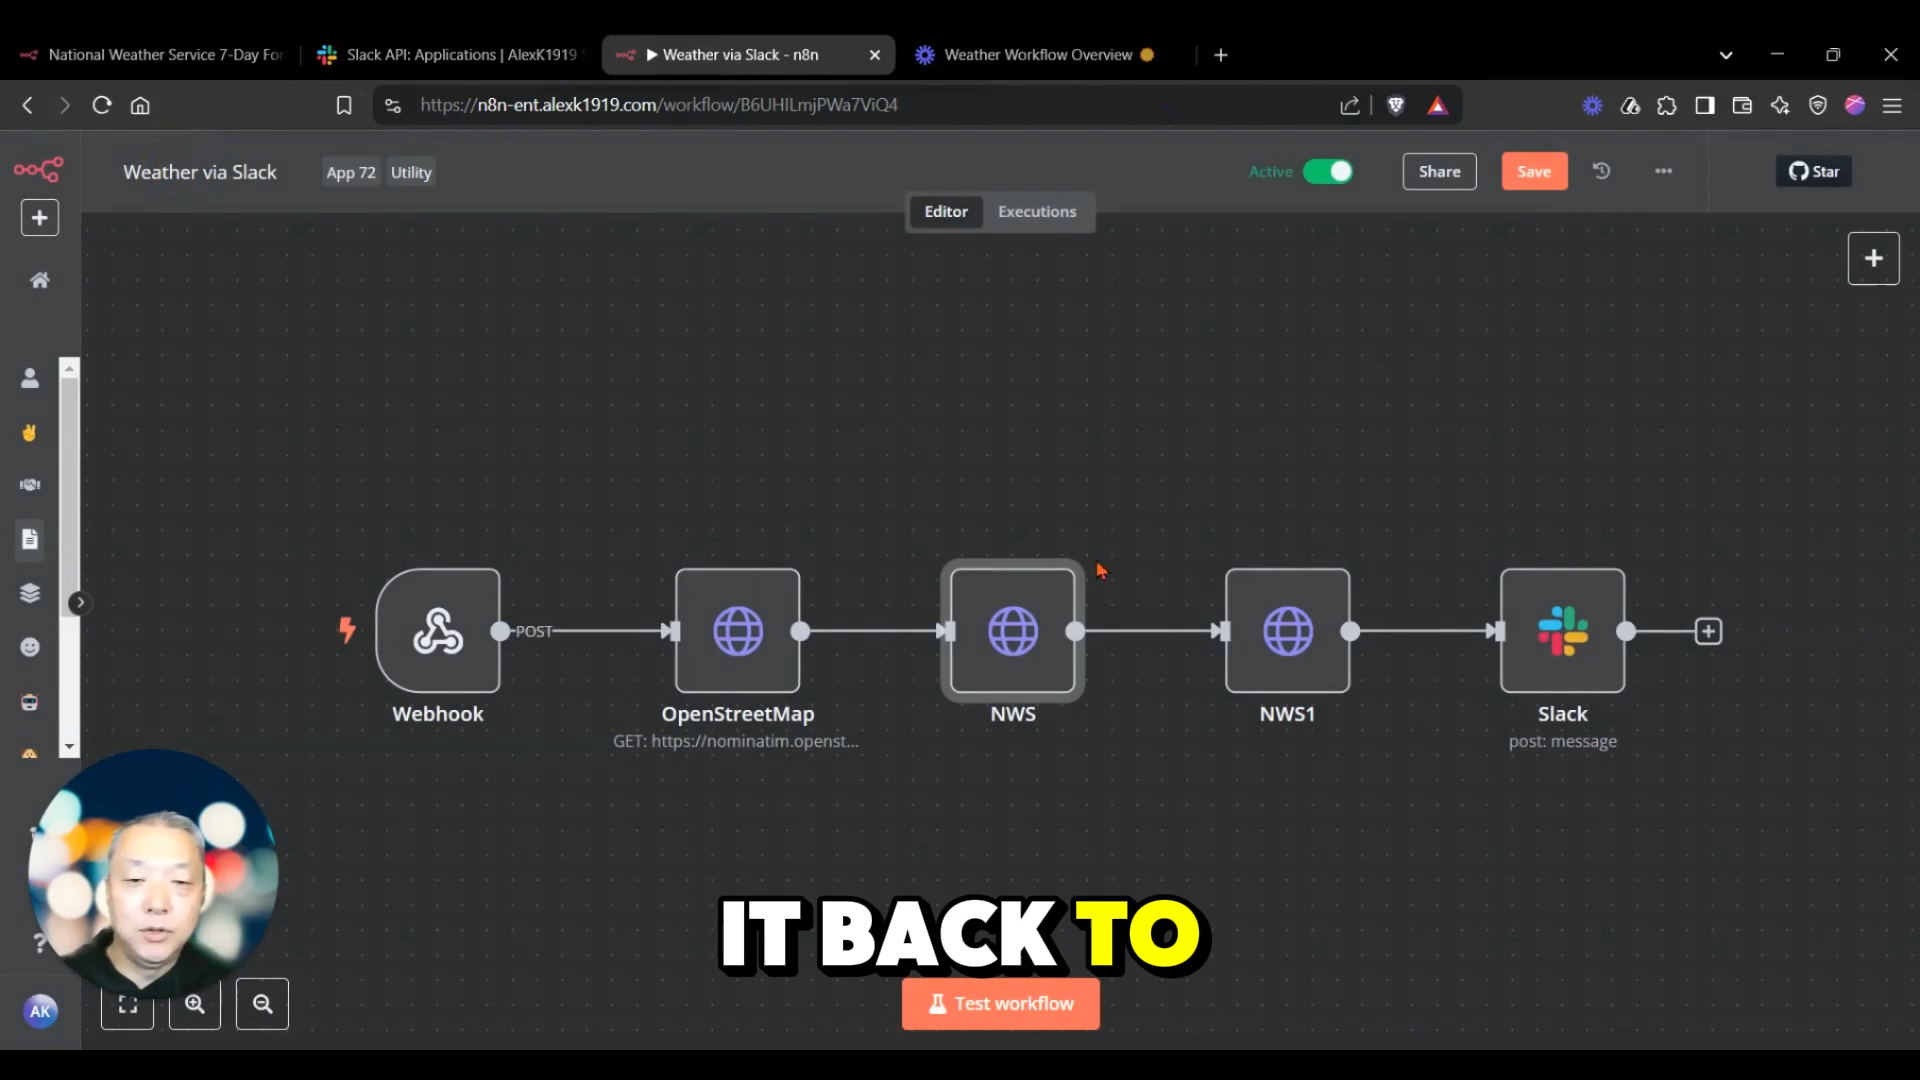 National Weather Service 7-Day For
Slack API: Applications | AlexK1919
Weather via Slack - n8n
Weather Workflow Overview
https://n8n-ent.alexk1919.com/workflow/B6UHILmjPWa7ViQ4
Weather via Slack
App 72
Utility
Active
Share
Save
Star
Editor
Executions
POST
Webhook
OpenStreetMap
GET: https://nominatim.openst...
NWS
NWS1
Slack
post: message
IT BACK TO
Test workflow
?
AK